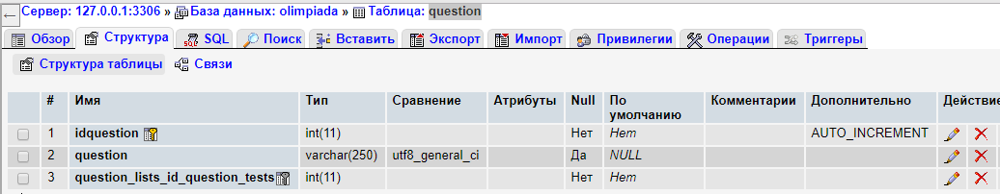 ← Сервер: 127.0.0.1:3306 » База данных: olimpiada » Таблица: question
Обзор Структура SQL Поиск Вставить Экспорт Импорт Привилегии Операции Триггеры
Структура таблицы Связи
# Имя Тип Сравнение Атрибуты Null По умолчанию Комментарии Дополнительно Действие
1 idquestion int(11) Нет Нет AUTO_INCREMENT
2 question varchar(250) utf8_general_ci Да NULL
3 question_lists_id_question_tests int(11) Нет Нет